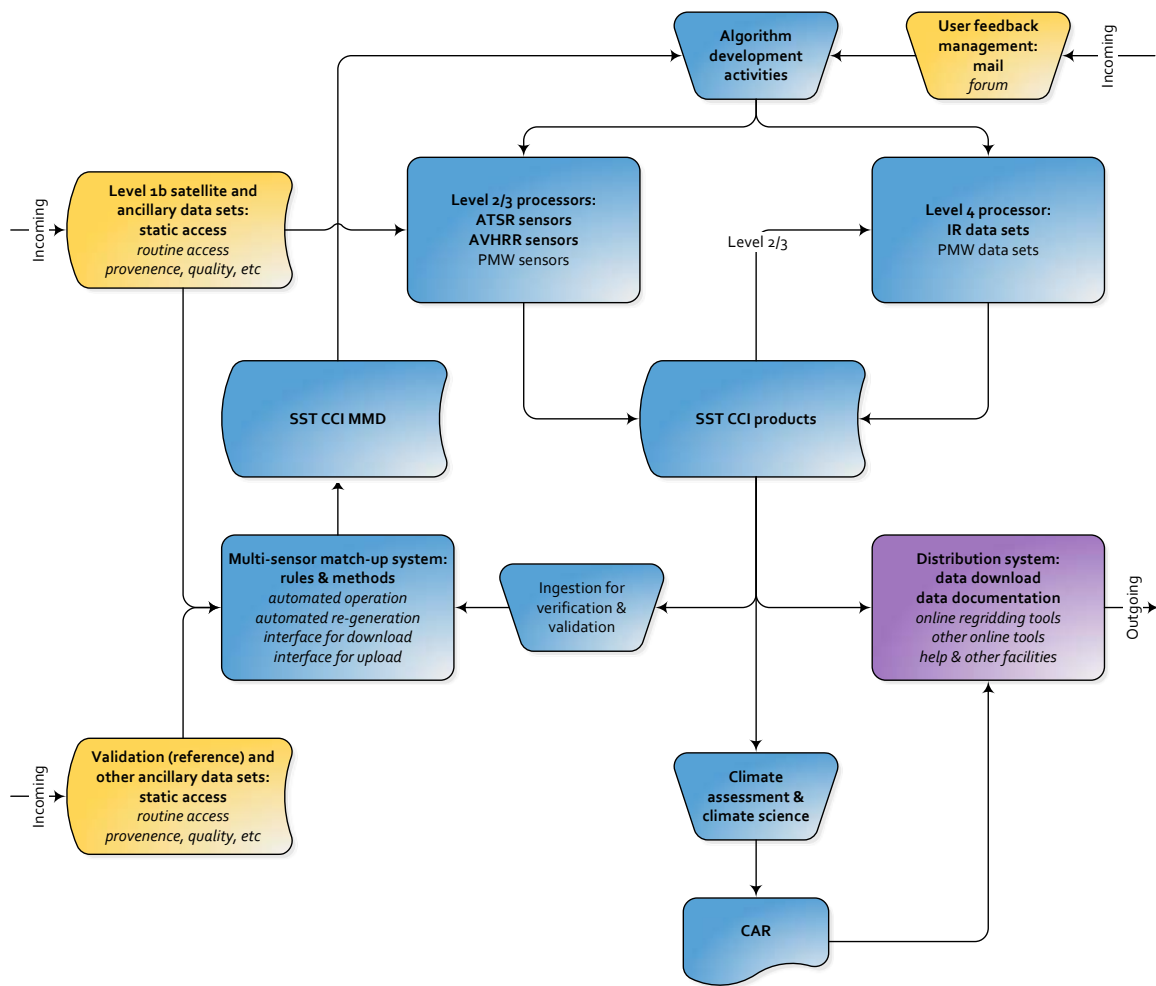 Algorithm
development
activities
User feedback
management:
mail
forum
Incoming
Level 1b satellite and
ancillary data sets:
static access
routine access
provenence, quality, etc
Incoming
Level 2/3 processors:
ATSR sensors
AVHRR sensors
PMW sensors
Level 2/3
Level 4 processor:
IR data sets
PMW data sets
SST CCI MMD
SST CCI products
Multi-sensor match-up system:
rules & methods
automated operation
automated re-generation
interface for download
interface for upload
Ingestion for
verification &
validation
Distribution system:
data download
data documentation
online regridding tools
other online tools
help & other facilities
Outgoing
Validation (reference) and
other ancillary data sets:
static access
routine access
provenence, quality, etc
Incoming
Climate
assessment &
climate science
CAR